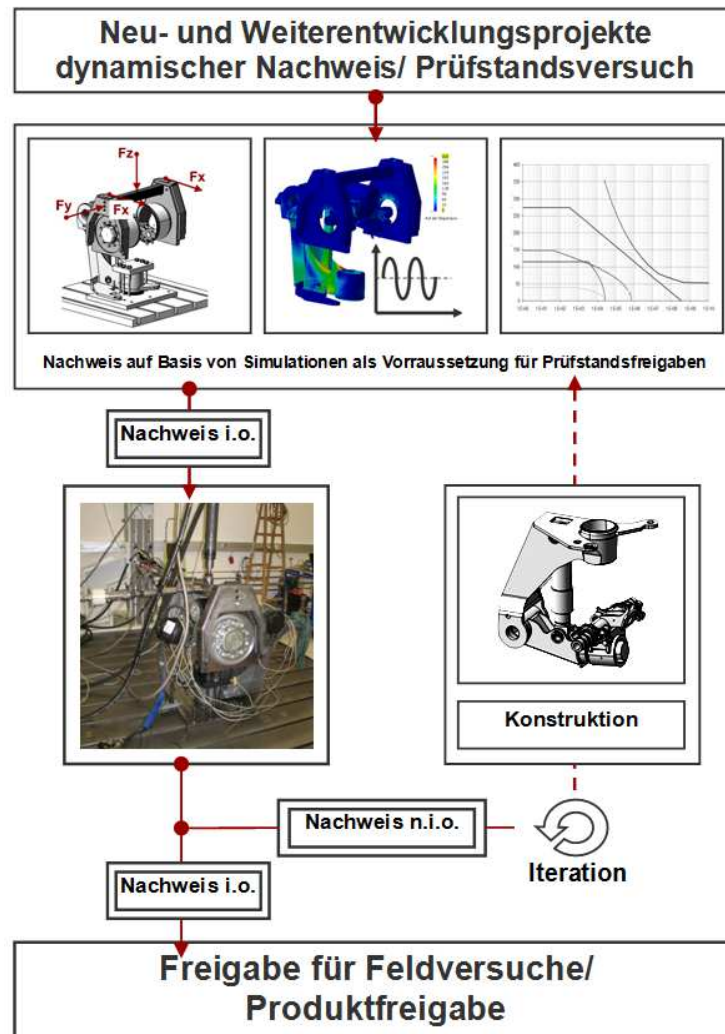 Neu- und Weiterentwicklungsprojekte
dynamischer Nachweis/ Prüfstandsversuch
Fz
Fx
Fy
Fx
Nachweis auf Basis von Simulationen als Vorraussetzung für Prüfstandsfreigaben
Nachweis i.o.
Konstruktion
Nachweis n.i.o.
Iteration
Nachweis i.o.
Freigabe für Feldversuche/
Produktfreigabe